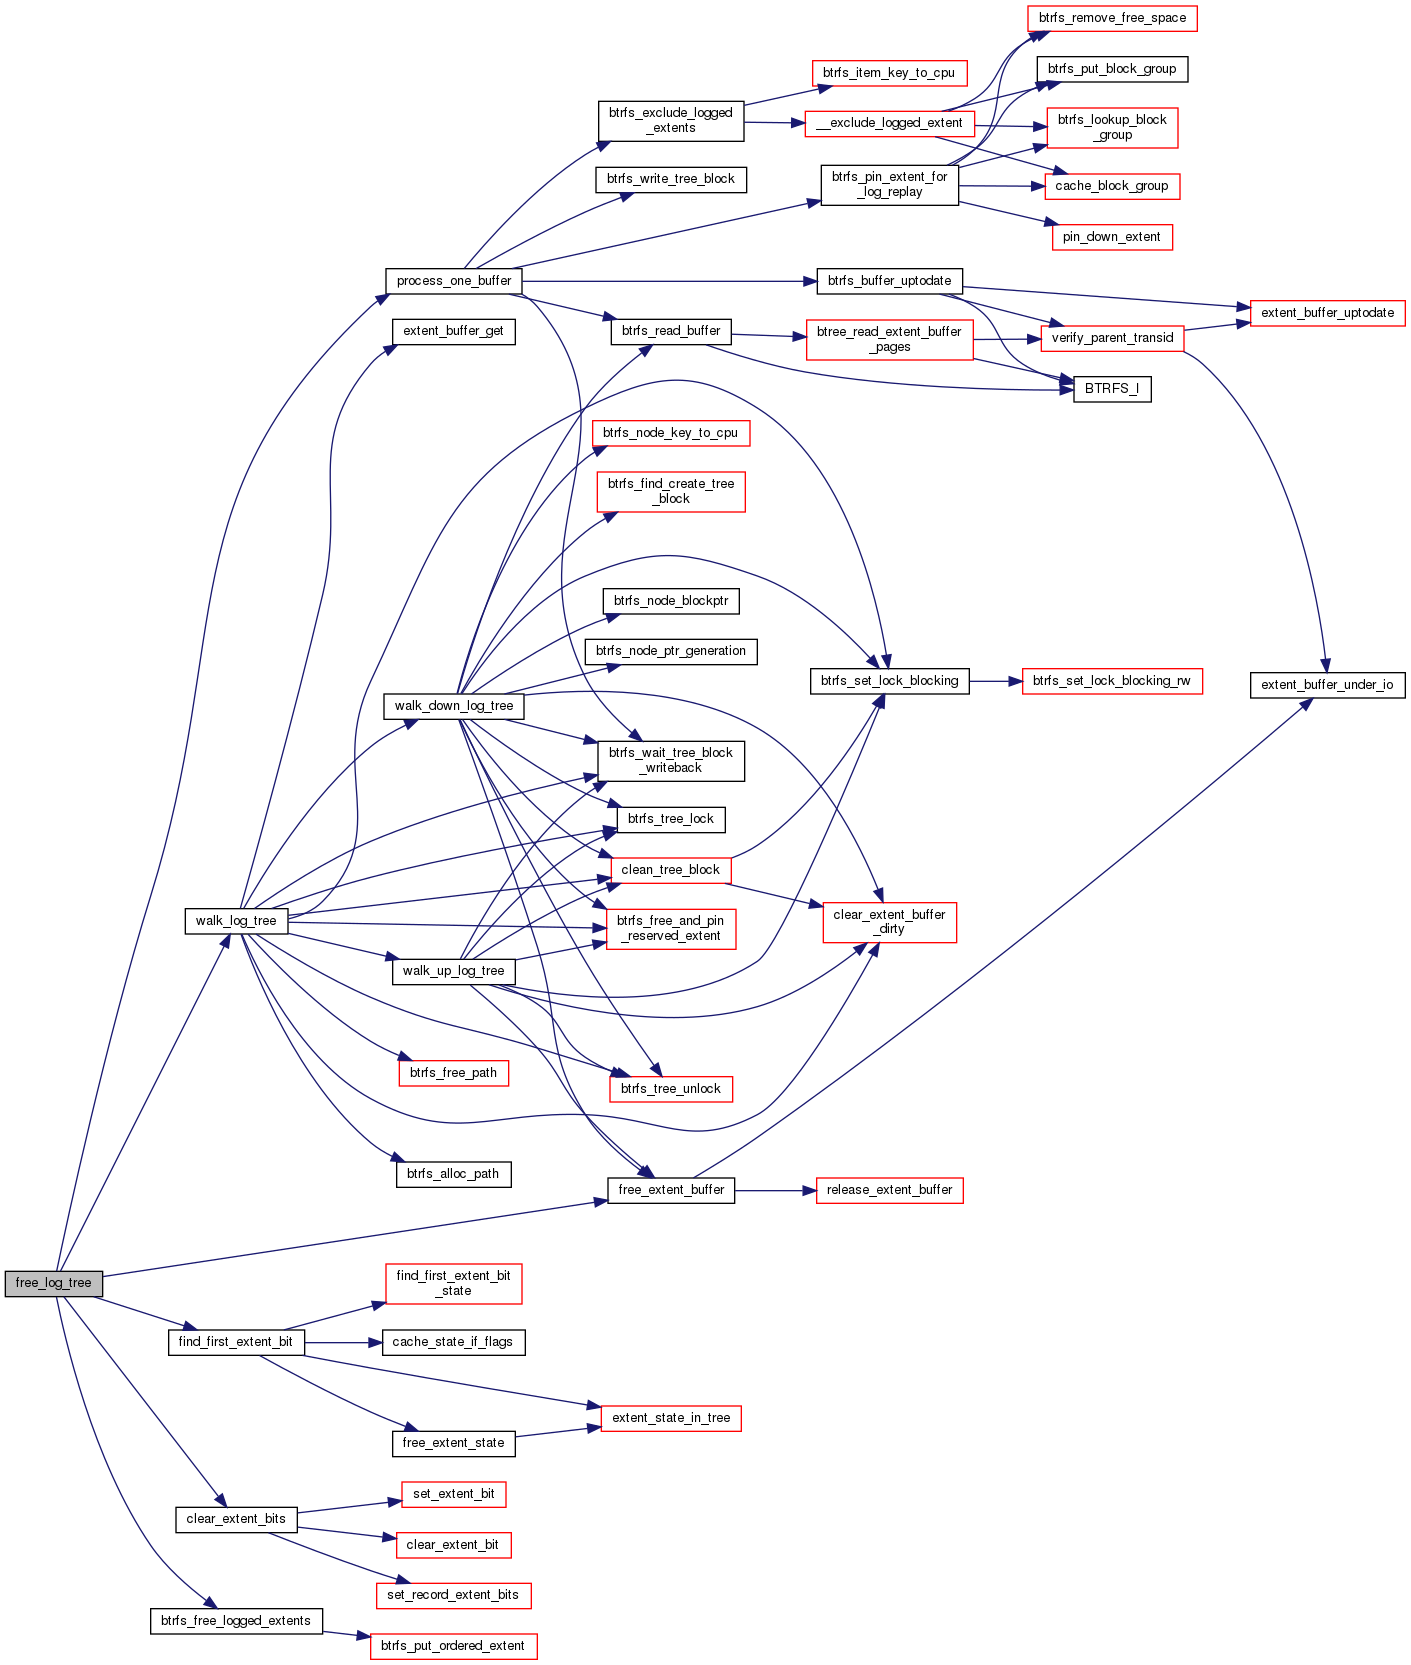 btrfs_remove_free_space
btrfs_put_block_group
btrfs_item_key_to_cpu
btrfs_exclude_logged
_extents
__exclude_logged_extent
btrfs_lookup_block
_group
btrfs_write_tree_block
btrfs_pin_extent_for
_log_replay
cache_block_group
pin_down_extent
process_one_buffer
btrfs_buffer_uptodate
extent_buffer_uptodate
extent_buffer_get
btrfs_read_buffer
btree_read_extent_buffer
_pages
verify_parent_transid
BTRFS_I
btrfs_node_key_to_cpu
btrfs_find_create_tree
_block
btrfs_node_blockptr
btrfs_node_ptr_generation
btrfs_set_lock_blocking
btrfs_set_lock_blocking_rw
extent_buffer_under_io
walk_down_log_tree
btrfs_wait_tree_block
_writeback
btrfs_tree_lock
clean_tree_block
walk_log_tree
btrfs_free_and_pin
_reserved_extent
clear_extent_buffer
_dirty
walk_up_log_tree
btrfs_free_path
btrfs_tree_unlock
btrfs_alloc_path
free_extent_buffer
release_extent_buffer
free_log_tree
find_first_extent_bit
_state
find_first_extent_bit
cache_state_if_flags
extent_state_in_tree
free_extent_state
set_extent_bit
clear_extent_bits
clear_extent_bit
set_record_extent_bits
btrfs_free_logged_extents
btrfs_put_ordered_extent